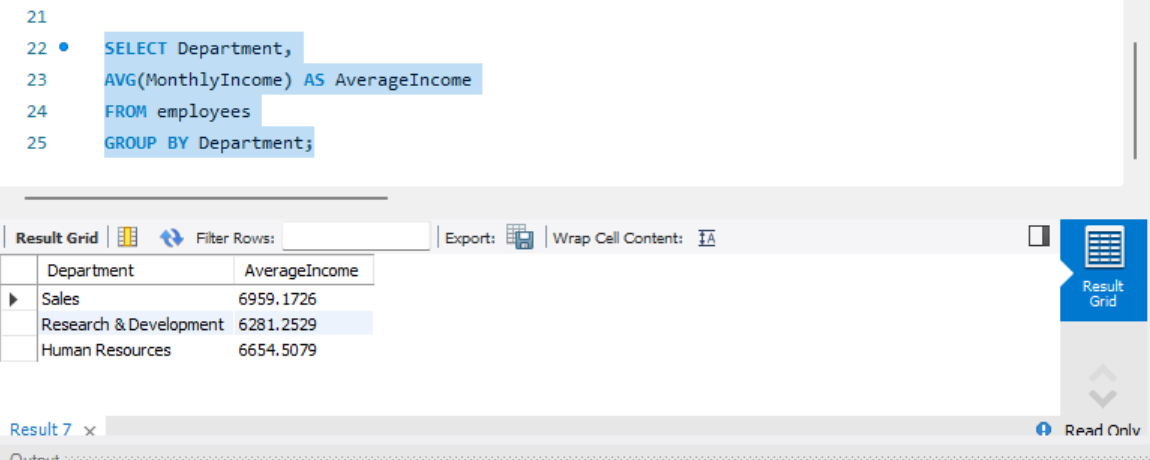 21
22 SELECT Department,
23 AVG(MonthlyIncome) AS AverageIncome
24 FROM employees
25 GROUP BY Department;
Result Grid Filter Rows: Export: Wrap Cell Content: IA
Department AverageIncome
Sales 6959.1726
Research & Development 6281.2529
Human Resources 6654.5079
Result
Grid
Result 7 × Read Only
Output